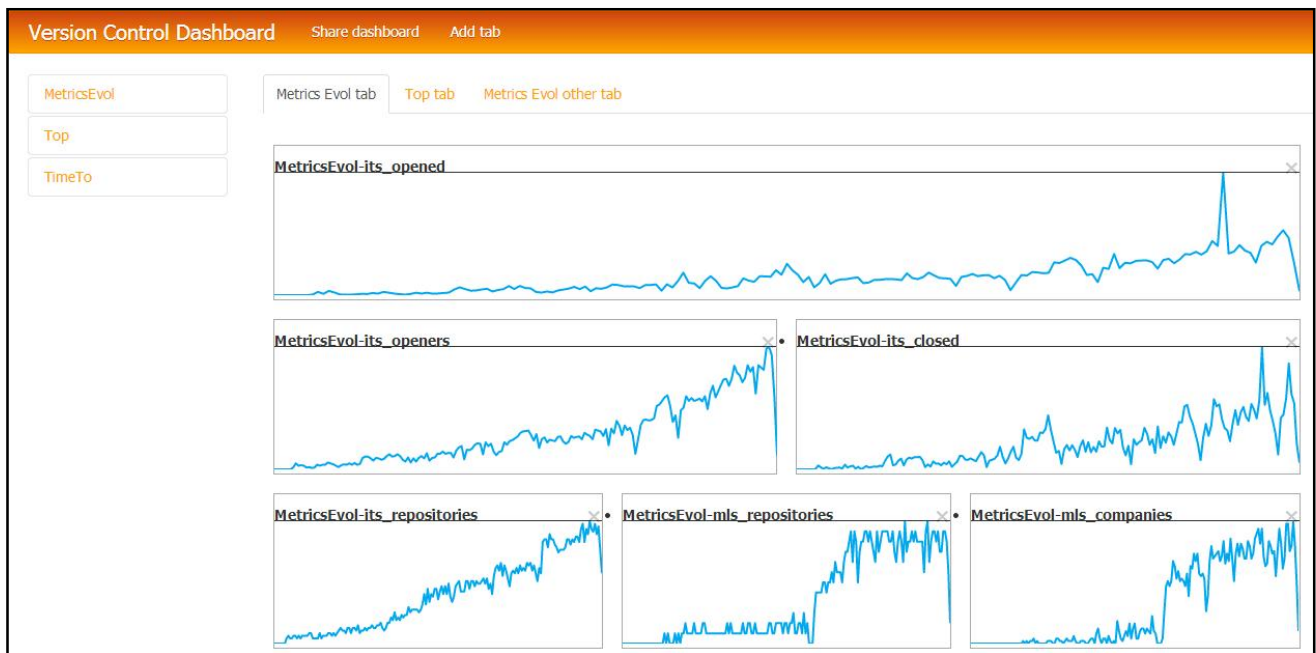 Version Control Dashboard Share dashboard Add tab
MetricsEvol
Top
TimeTo
Metrics Evol tab Top tab Metrics Evol other tab
MetricsEvol-its_opened ×
MetricsEvol-its_openers ×
• MetricsEvol-its_closed ×
MetricsEvol-its_repositories ×
• MetricsEvol-mls_repositories ×
• MetricsEvol-mls_companies ×